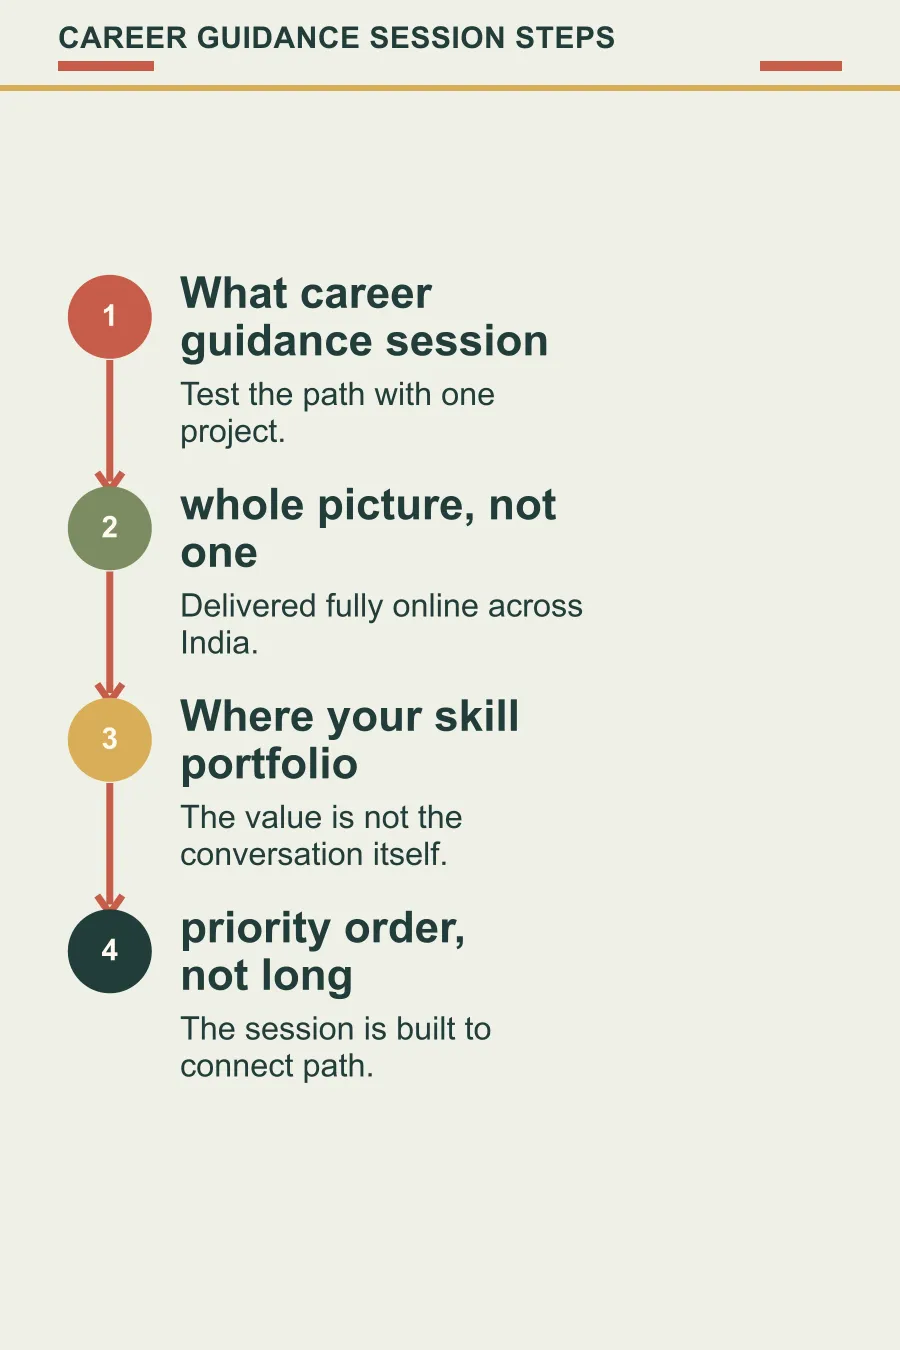 CAREER GUIDANCE SESSION STEPS
1
What career
guidance session
Test the path with one
project.
2
whole picture, not
one
Delivered fully online across
India.
3
Where your skill
portfolio
The value is not the
conversation itself.
4
priority order,
not long
The session is built to
connect path.